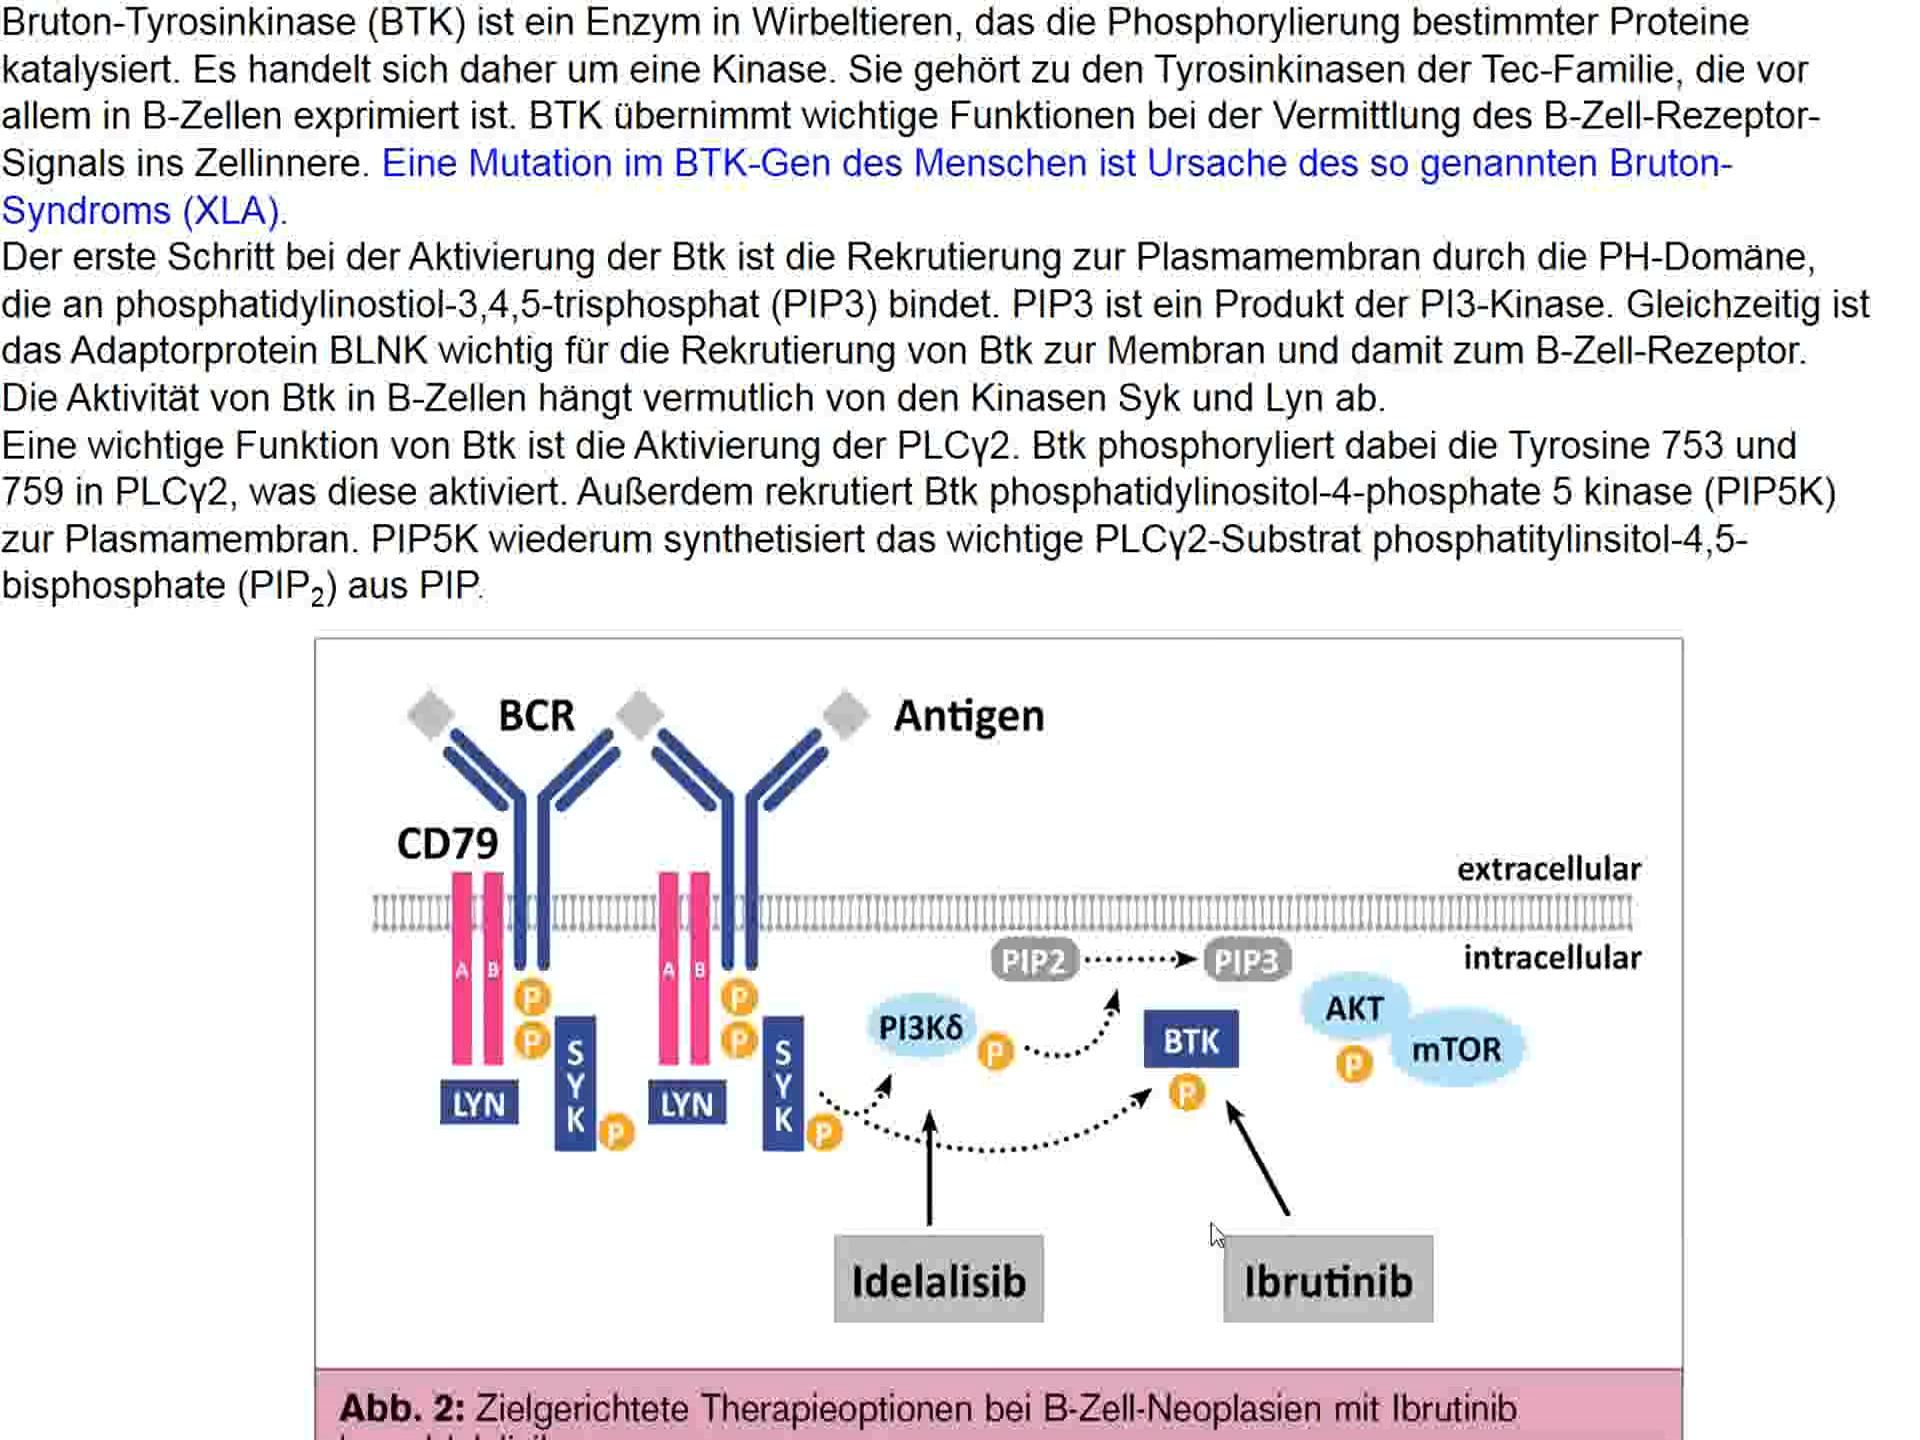 Bruton-Tyrosinkinase (BTK) ist ein Enzym in Wirbeltieren, das die Phosphorylierung bestimmter Proteine
katalysiert. Es handelt sich daher um eine Kinase. Sie gehört zu den Tyrosinkinasen der Tec-Familie, die vor
allem in B-Zellen exprimiert ist. BTK übernimmt wichtige Funktionen bei der Vermittlung des B-Zell-Rezeptor-
Signals ins Zellinnere. Eine Mutation im BTK-Gen des Menschen ist Ursache des so genannten Bruton-
Syndroms (XLA).
Der erste Schritt bei der Aktivierung der Btk ist die Rekrutierung zur Plasmamembran durch die PH-Domäne,
die an phosphatidylinostiol-3,4,5-trisphosphat (PIP3) bindet. PIP3 ist ein Produkt der PI3-Kinase. Gleichzeitig ist
das Adaptorprotein BLNK wichtig für die Rekrutierung von Btk zur Membran und damit zum B-Zell-Rezeptor.
Die Aktivität von Btk in B-Zellen hängt vermutlich von den Kinasen Syk und Lyn ab.
Eine wichtige Funktion von Btk ist die Aktivierung der PLCγ2. Btk phosphoryliert dabei die Tyrosine 753 und
759 in PLCγ2, was diese aktiviert. Außerdem rekrutiert Btk phosphatidylinositol-4-phosphate 5 kinase (PIP5K)
zur Plasmamembran. PIP5K wiederum synthetisiert das wichtige PLCγ2-Substrat phosphatitylinsitol-4,5-
bisphosphate (PIP₂) aus PIP.
BCR Antigen
CD79
extracellular
intracellular
PIP2 PIP3
A B A B
P P
AKT
PI3Kδ
P P
BTK
mTOR
P P
SYK SYK
P
LYN LYN
P P
Idelalisib Ibrutinib
Abb. 2: Zielgerichtete Therapieoptionen bei B-Zell-Neoplasien mit Ibrutinib